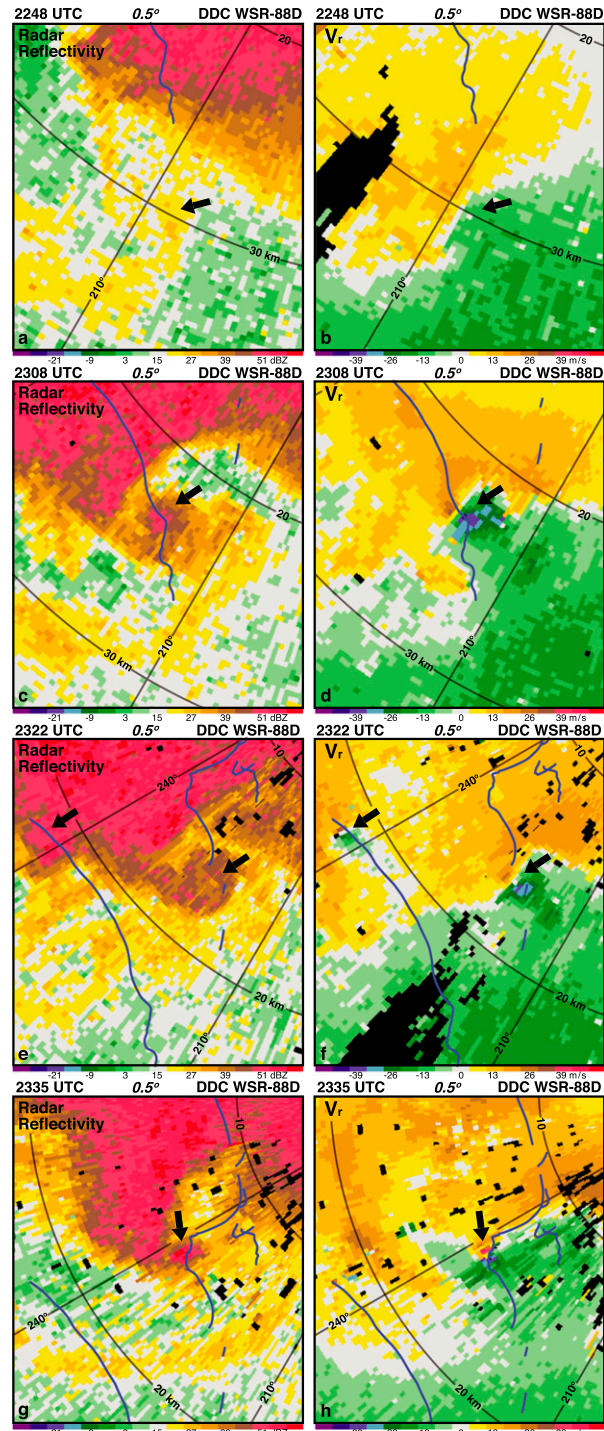 2248 UTC 0.5° DDC WSR-88D
Radar
Reflectivity
20
30 km
210°
a
-21 -9 3 15 27 39 51 dBZ
0.5° DDC WSR-88D
Vr
20
30 km
210°
b
-39 -26 -13 0 13 26 39 m/s
2308 UTC 0.5° DDC WSR-88D
Radar
Reflectivity
20
30 km
210°
c
-21 -9 3 15 27 39 51 dBZ
2308 UTC 0.5° DDC WSR-88D
Vr
20
30 km
210°
d
-39 -26 -13 0 13 26 39 m/s
2322 UTC 0.5° DDC WSR-88D
Radar
Reflectivity
10
240°
20 km
210°
e
-21 -9 3 15 27 39 51 dBZ
2322 UTC 0.5° DDC WSR-88D
Vr
10
240°
20 km
210°
f
-39 -26 -13 0 13 26 39 m/s
2335 UTC 0.5° DDC WSR-88D
Radar
Reflectivity
10
240°
20 km
210°
g
2335 UTC 0.5° DDC WSR-88D
Vr
10
240°
20 km
210°
h